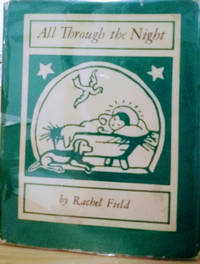 All Through the Night
by Rachel Field